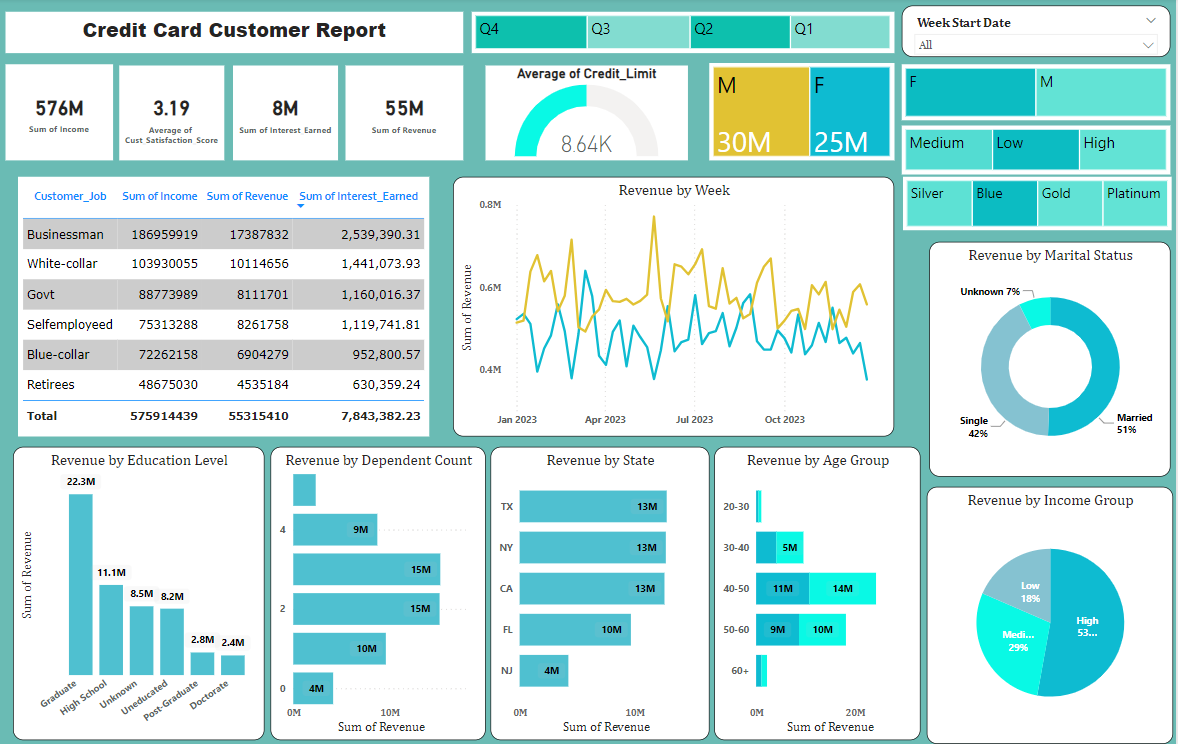 Credit Card Customer Report
Q4 Q3 Q2 Q1
Week Start Date
All
576M
Sum of Income
3.19
Average of
Cust Satisfaction Score
8M
Sum of Interest Earned
55M
Sum of Revenue
Average of Credit_Limit
8.64K
M
30M
F
25M
F M
Medium Low High
Silver Blue Gold Platinum
Customer_Job Sum of Income Sum of Revenue Sum of Interest_Earned
Businessman 186959919 17387832 2,539,390.31
White-collar 103930055 10114656 1,441,073.93
Govt 88773989 8111701 1,160,016.37
Selfemployeed 75313288 8261758 1,119,741.81
Blue-collar 72262158 6904279 952,800.57
Retirees 48675030 4535184 630,359.24
Total 575914439 55315410 7,843,382.23
Revenue by Week
Sum of Revenue
0.8M
0.6M
0.4M
Jan 2023 Apr 2023 Jul 2023 Oct 2023
Revenue by Marital Status
Unknown 7%
Single
42%
Married
51%
Revenue by Education Level
Sum of Revenue
22.3M
11.1M
8.5M
8.2M
2.8M
2.4M
Graduate
High School
Unknown
Uneducated
Post-Graduate
Doctorate
Revenue by Dependent Count
4 9M
15M
2 15M
10M
0 4M
0M 10M
Sum of Revenue
Revenue by State
TX 13M
NY 13M
CA 13M
FL 10M
NJ 4M
0M 10M
Sum of Revenue
Revenue by Age Group
20-30
30-40 5M
40-50 11M 14M
50-60 9M 10M
60+
0M 20M
Sum of Revenue
Revenue by Income Group
Low
18%
Medi...
29%
High
53...